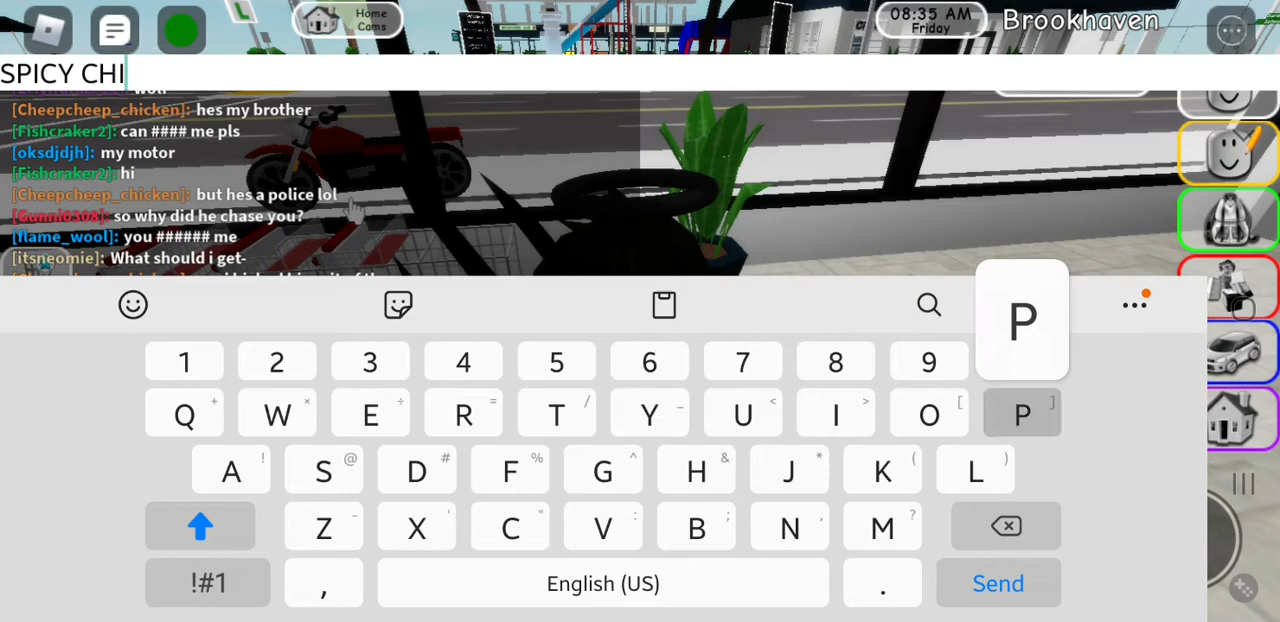 Home
Cams
08:35 AM
Friday
Brookhaven
SPICY CHI
[Cheepcheep_chicken]: hes my brother
[Fishcraker2]: can #### me pls
[oksdjdjh]: my motor
[Fishcraker2]: hi
[Cheepcheep_chicken]: but hes a police lol
[Gunnl0308]: so why did he chase you?
[flame_wool]: you ###### me
[itsneomie]: What should i get-
P
1 2 3 4 5 6 7 8 9
Q + W × E ÷ R = T / Y _ U < I > O [ P ]
A ! S @ D # F % G ^ H & J * K ( L )
Z - X ' C " V : B ; N , M ?
!#1 , English (US) . Send